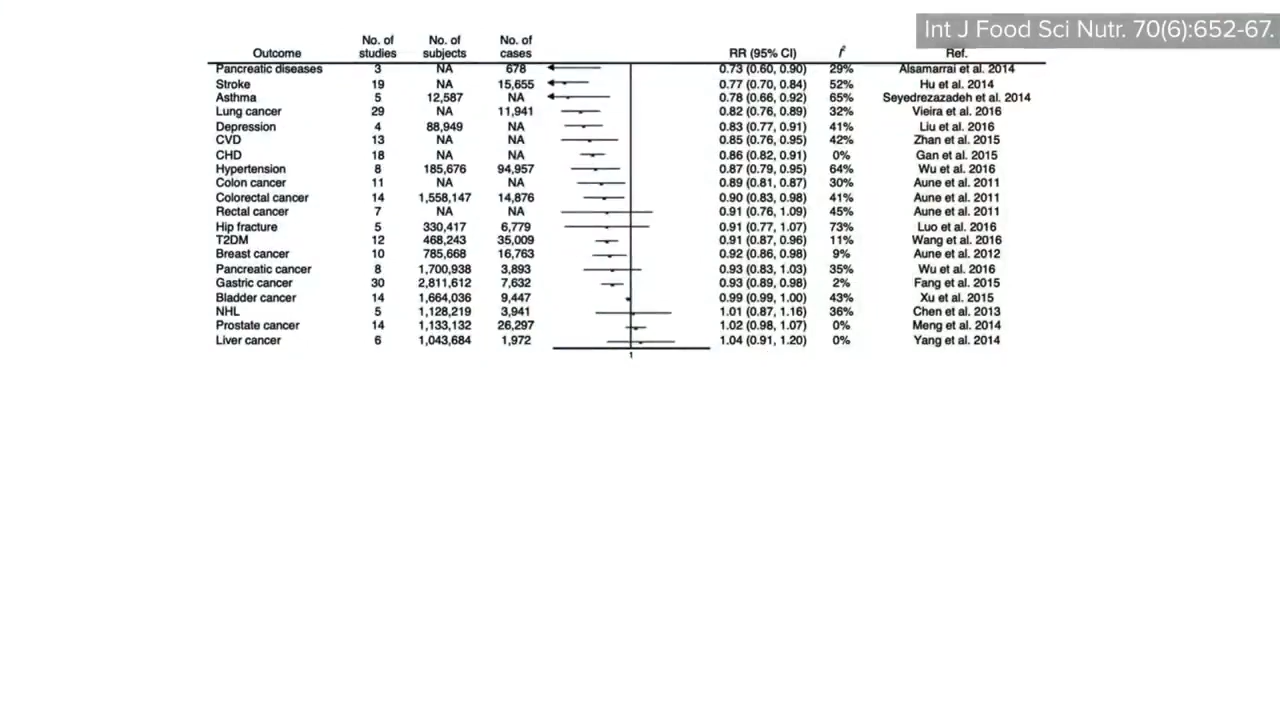 Int J Food Sci Nutr. 70(6):652-67.
Outcome No. of studies No. of subjects No. of cases RR (95% CI) I² Ref.
Pancreatic diseases 3 NA 678 0.73 (0.60, 0.90) 29% Alsamarrai et al. 2014
Stroke 19 NA 15,655 0.77 (0.70, 0.84) 52% Hu et al. 2014
Asthma 5 12,587 NA 0.78 (0.66, 0.92) 65% Seyedrezazadeh et al. 2014
Lung cancer 29 NA 11,941 0.82 (0.76, 0.89) 32% Vieira et al. 2016
Depression 4 88,949 NA 0.83 (0.77, 0.91) 41% Liu et al. 2016
CVD 13 NA NA 0.85 (0.76, 0.95) 42% Zhan et al. 2015
CHD 18 NA NA 0.86 (0.82, 0.91) 0% Gan et al. 2015
Hypertension 8 185,676 94,957 0.87 (0.79, 0.95) 64% Wu et al. 2016
Colon cancer 11 NA NA 0.89 (0.81, 0.87) 30% Aune et al. 2011
Colorectal cancer 14 1,558,147 14,876 0.90 (0.83, 0.98) 41% Aune et al. 2011
Rectal cancer 7 NA NA 0.91 (0.76, 1.09) 45% Aune et al. 2011
Hip fracture 5 330,417 6,779 0.91 (0.77, 1.07) 73% Luo et al. 2016
T2DM 12 468,243 35,009 0.91 (0.87, 0.96) 11% Wang et al. 2016
Breast cancer 10 785,668 16,763 0.92 (0.86, 0.98) 9% Aune et al. 2012
Pancreatic cancer 8 1,700,938 3,893 0.93 (0.83, 1.03) 35% Wu et al. 2016
Gastric cancer 30 2,811,612 7,632 0.93 (0.89, 0.98) 2% Fang et al. 2015
Bladder cancer 14 1,664,036 9,447 0.99 (0.99, 1.00) 43% Xu et al. 2015
NHL 5 1,128,219 3,941 1.01 (0.87, 1.16) 36% Chen et al. 2013
Prostate cancer 14 1,133,132 26,297 1.02 (0.98, 1.07) 0% Meng et al. 2014
Liver cancer 6 1,043,684 1,972 1.04 (0.91, 1.20) 0% Yang et al. 2014
1